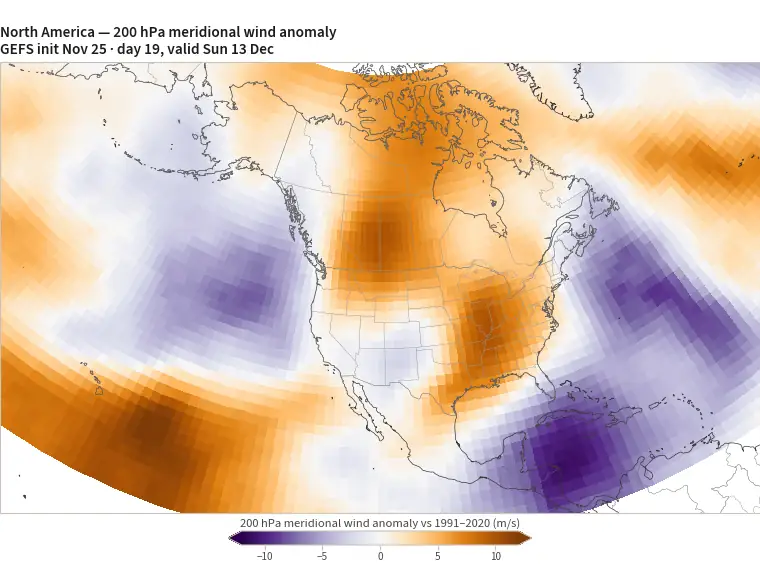 North America — 200 hPa meridional wind anomaly
GEFS init Nov 25 · day 19, valid Sun 13 Dec
200 hPa meridional wind anomaly vs 1991–2020 (m/s)
−10 −5 0 5 10